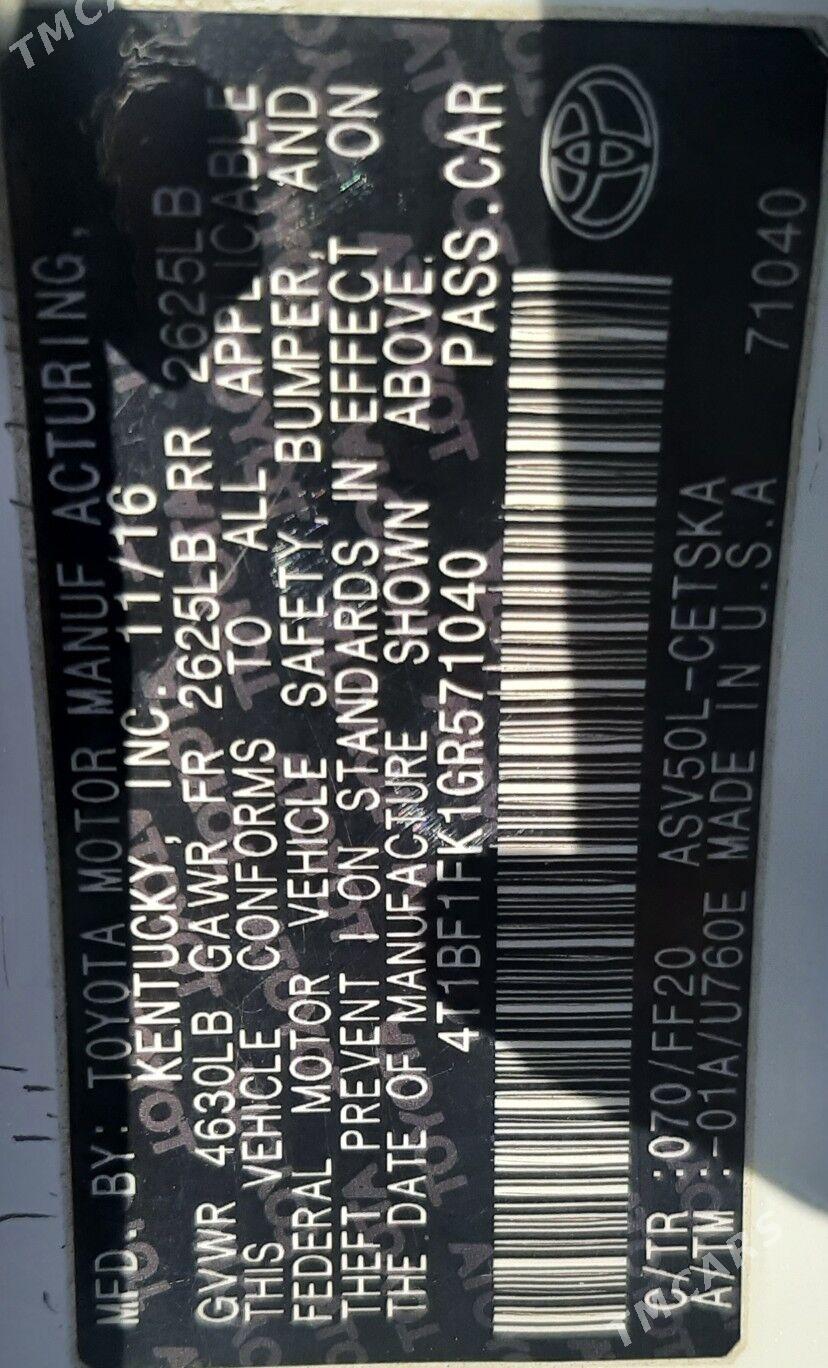 MFD. BY: TOYOTA MOTOR MANUFACTURING,
KENTUCKY, INC. 11/16
GVWR 4630LB GAWR FR 2625LB RR 2625LB
THIS VEHICLE CONFORMS TO ALL APPLICABLE
FEDERAL MOTOR VEHICLE SAFETY, BUMPER, AND
THEFT PREVENTION STANDARDS IN EFFECT ON
THE DATE OF MANUFACTURE SHOWN ABOVE.
4T1BF1FK1GR571040 PASS.CAR
C/TR :070/FF20 ASV50L-CETSKA
A/TM :-01A/U760E MADE IN U.S.A 71040
TMCARS